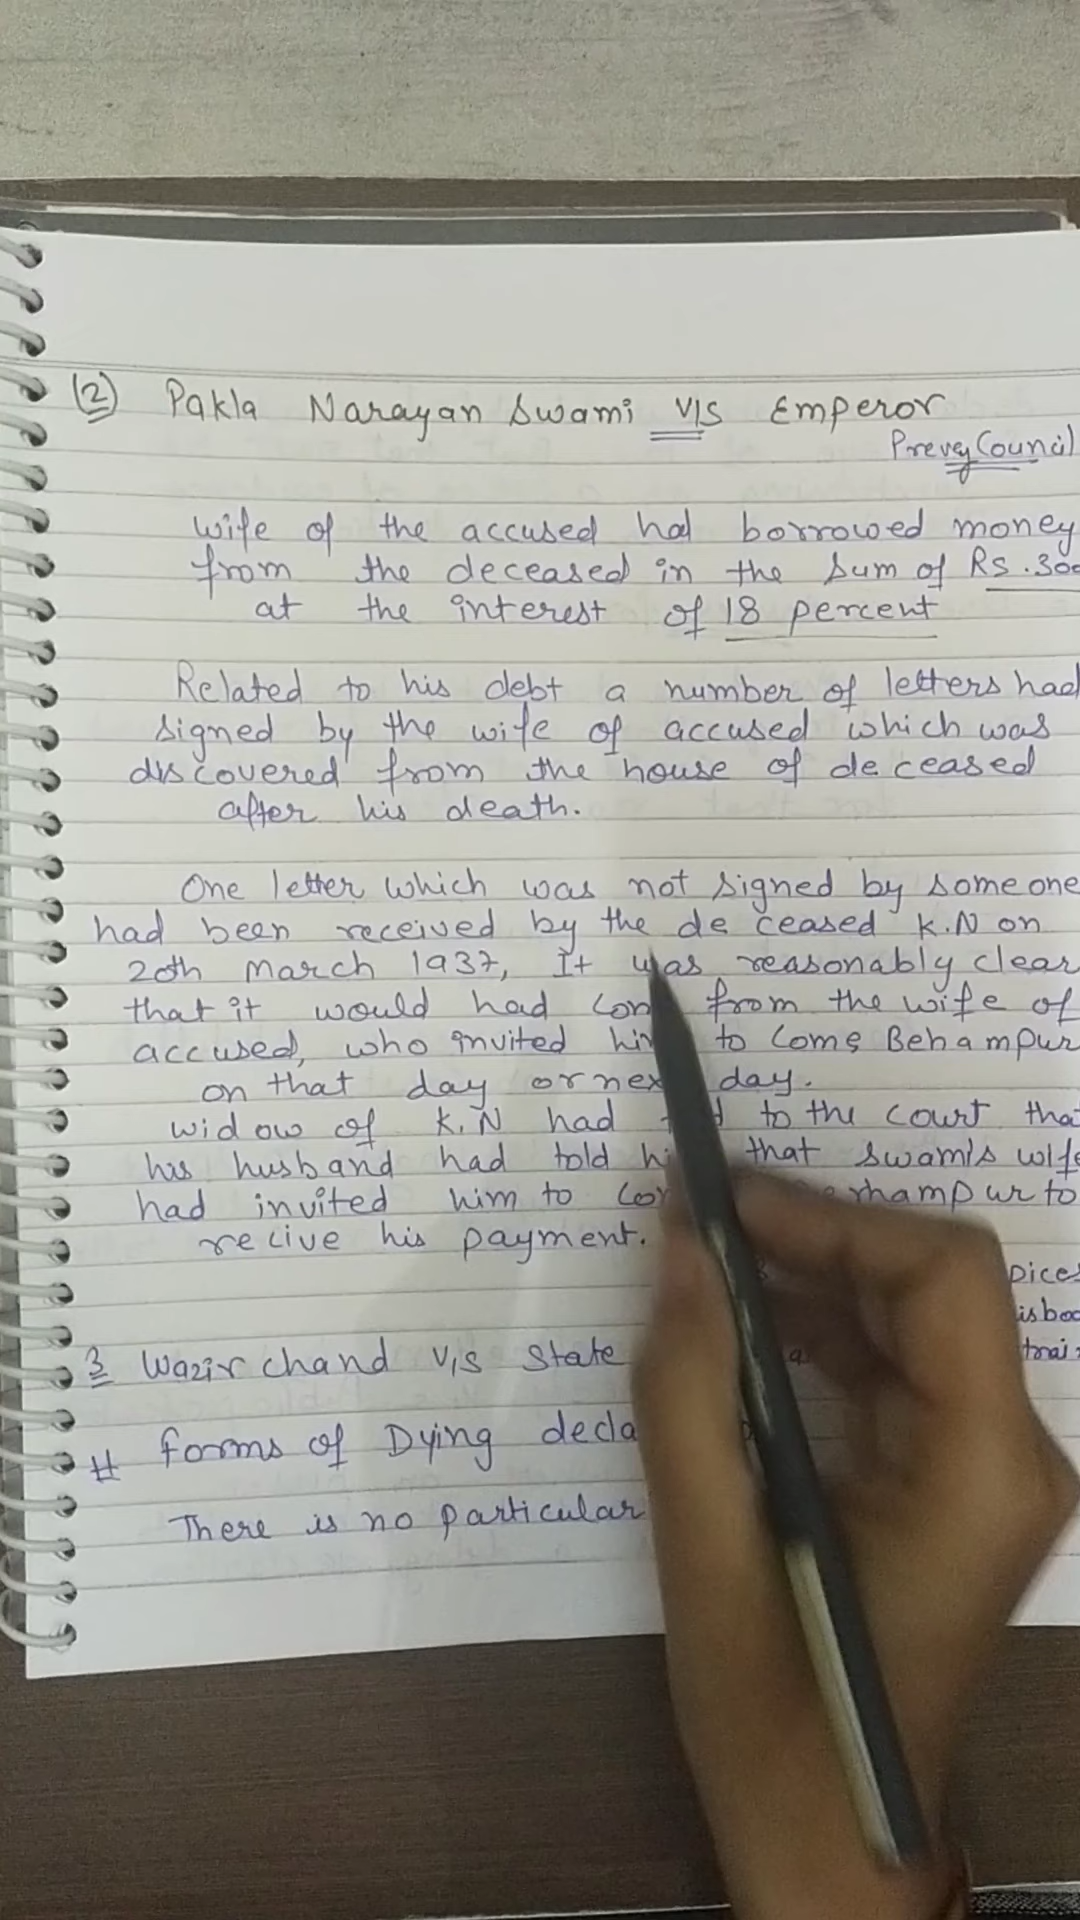 (2) Pakla Narayan Swami V/S Emperor
Prevey Council
wife of the accused had borrowed money
from the deceased in the sum of Rs.
at the interest of 18 percent
Related to his debt a number of letters had
signed by the wife of accused which was
discovered from the house of deceased
after his death.
One letter which was not signed by someone
had been received by the deceased K.N on
20th March 1937, It was reasonably clear
that it would had from the wife of
accused, who invited to come Behampur
on that day or day.
widow of K.N had to the court
his husband had told that swami's wife
had invited him to to
recive his payment.
3 Wazir chand V/S State
# forms of Dying
There is no particular